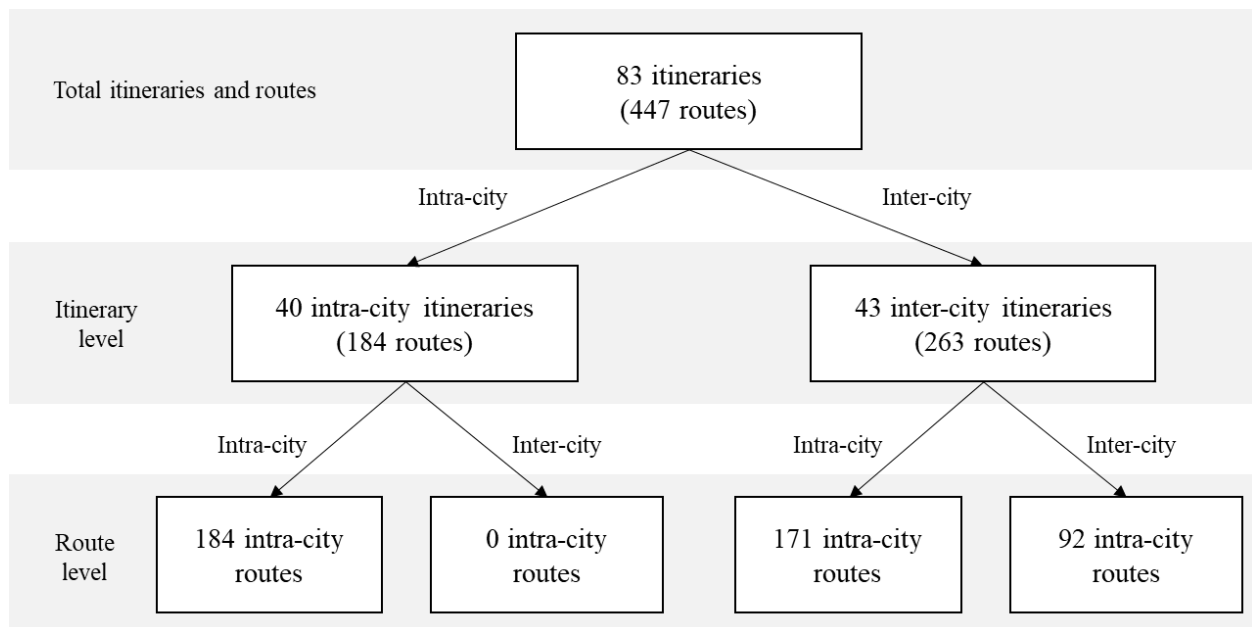 Total itineraries and routes
83 itineraries
(447 routes)
Intra-city
Inter-city
Itinerary
level
40 intra-city itineraries
(184 routes)
43 inter-city itineraries
(263 routes)
Intra-city
Inter-city
Intra-city
Inter-city
Route
level
184 intra-city
routes
0 intra-city
routes
171 intra-city
routes
92 intra-city
routes